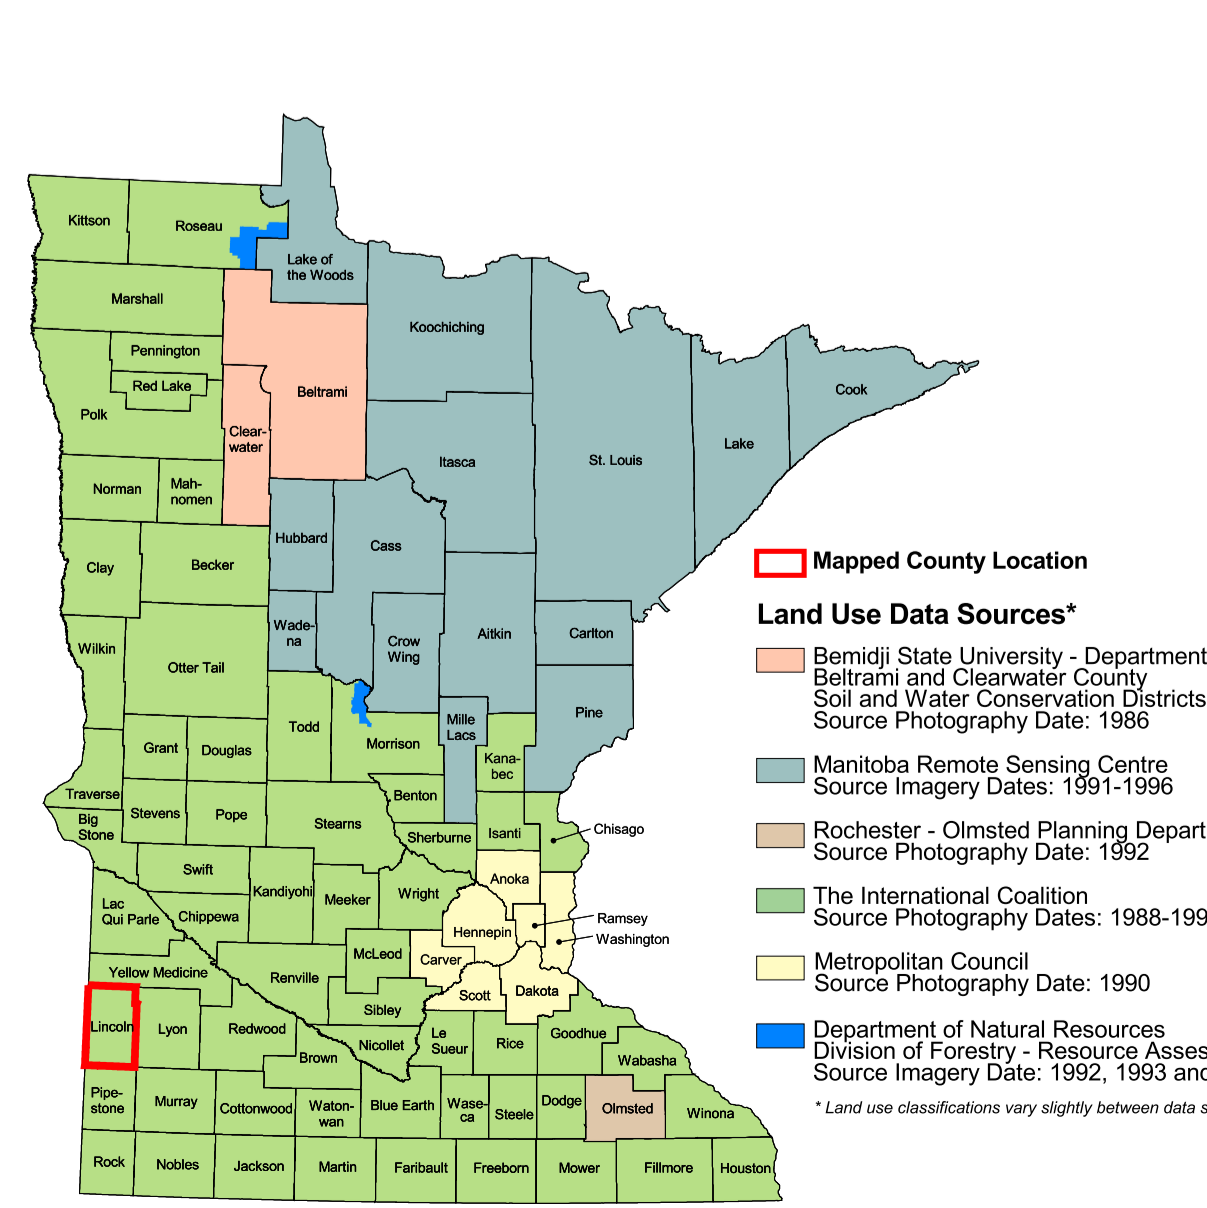 Kittson
Roseau
Lake of
the Woods
Marshall
Koochiching
Pennington
Red Lake
Beltrami
Cook
Polk
Clear-
water
Lake
St. Louis
Itasca
Norman
Mah-
nomen
Hubbard
Cass
Clay
Becker
Wade-
na
Crow
Wing
Aitkin
Carlton
Wilkin
Otter Tail
Mille
Lacs
Pine
Todd
Morrison
Grant
Douglas
Kana-
bec
Traverse
Benton
Stevens
Pope
Big
Stone
Stearns
Sherburne
Isanti
Chisago
Swift
Anoka
Kandiyohi
Meeker
Wright
Lac
Qui Parle
Chippewa
Ramsey
Hennepin
Washington
McLeod
Carver
Yellow Medicine
Renville
Scott
Dakota
Sibley
Lincoln
Lyon
Redwood
Nicollet
Le
Sueur
Rice
Goodhue
Brown
Wabasha
Pipe-
stone
Murray
Cottonwood
Waton-
wan
Blue Earth
Wase-
ca
Steele
Dodge
Olmsted
Winona
Rock
Nobles
Jackson
Martin
Faribault
Freeborn
Mower
Fillmore
Houston
Mapped County Location
Land Use Data Sources*
Bemidji State University - Department
Beltrami and Clearwater County
Soil and Water Conservation Districts
Source Photography Date: 1986
Manitoba Remote Sensing Centre
Source Imagery Dates: 1991-1996
Rochester - Olmsted Planning Depart
Source Photography Date: 1992
The International Coalition
Source Photography Dates: 1988-199
Metropolitan Council
Source Photography Date: 1990
Department of Natural Resources
Division of Forestry - Resource Asses
Source Imagery Date: 1992, 1993 and
* Land use classifications vary slightly between data s